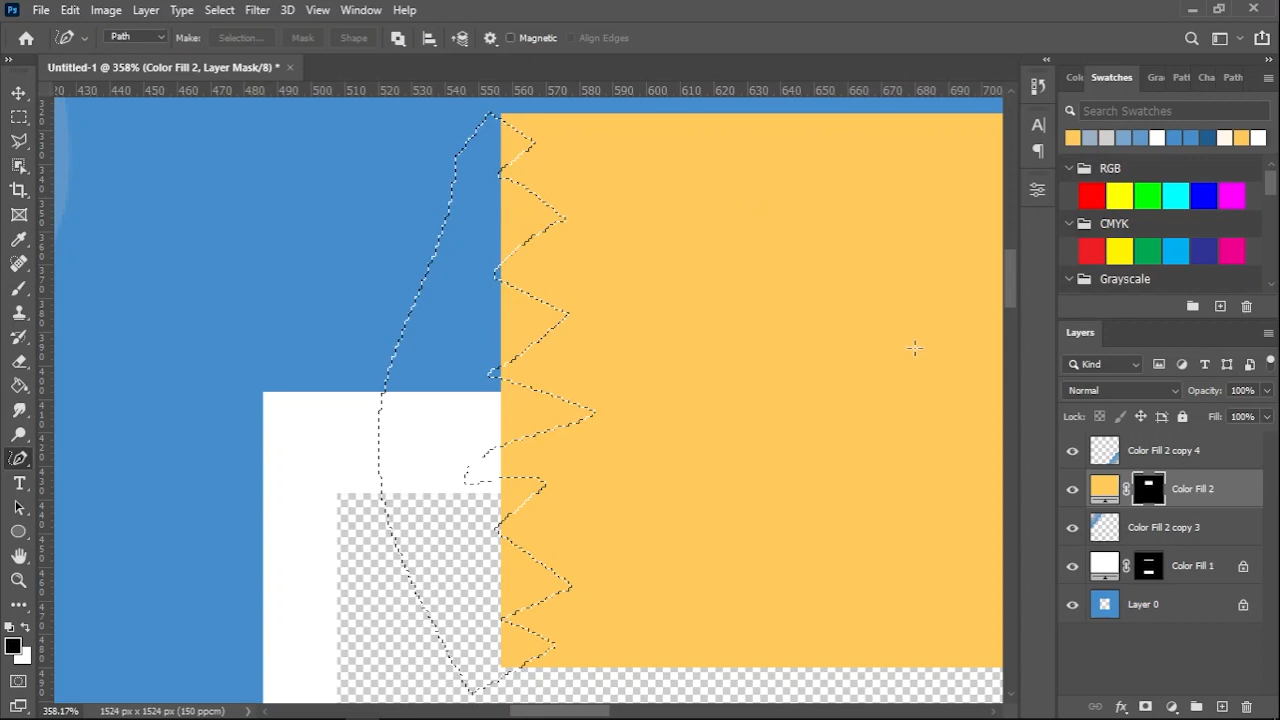 Ps File Edit Image Layer Type Select Filter 3D View Window Help
Path Make: Selection... Mask Shape Magnetic Align Edges
Untitled-1 @ 358% (Color Fill 2, Layer Mask/8) *
20 430 440 450 460 470 480 490 500 510 520 530 540 550 560 570 580 590 600 610 620 630 640 650 660 670 680 690 700
Swatches Path
Search Swatches
RGB
CMYK
Grayscale
Layers
Kind
Normal Opacity: 100%
Lock: Fill: 100%
Color Fill 2 copy 4
Color Fill 2
Color Fill 2 copy 3
Color Fill 1
Layer 0
358.17% 1524 px x 1524 px (150 ppcm)